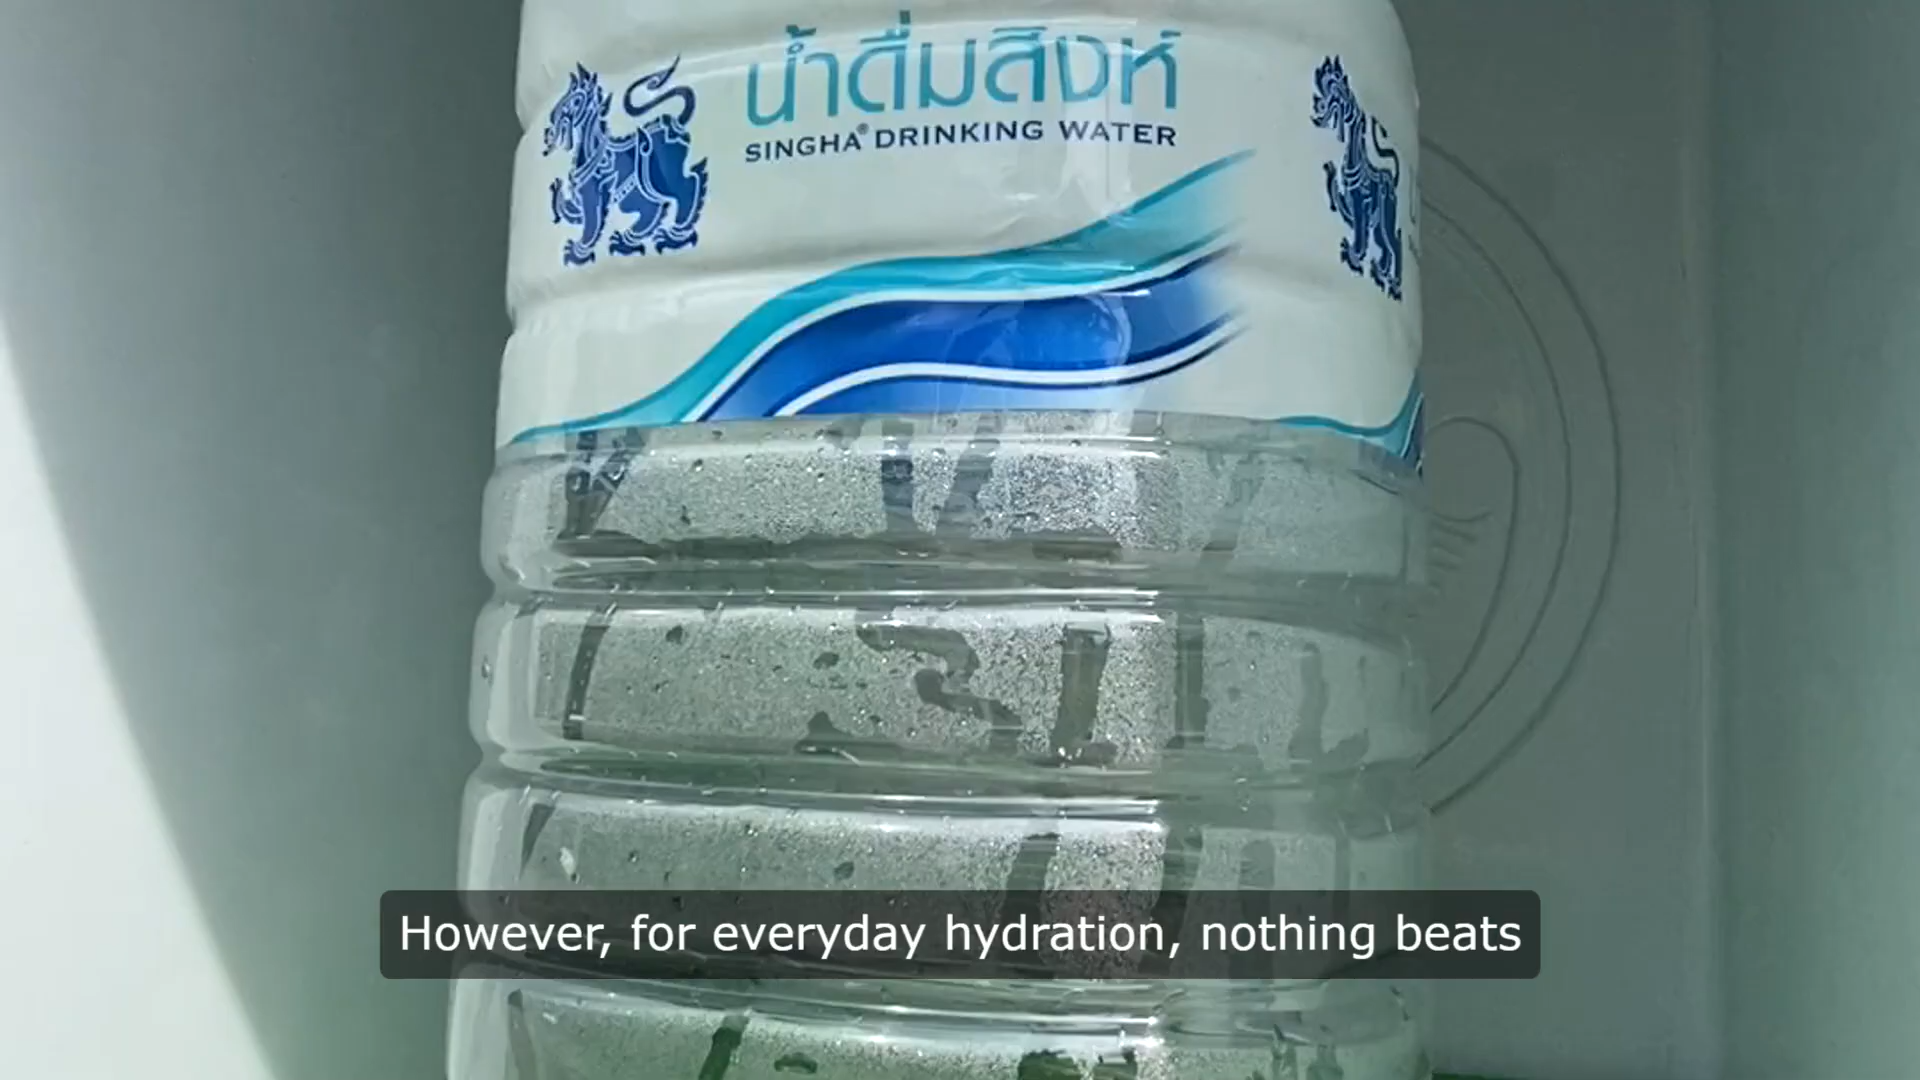 น้ำดื่มสิงห์
SINGHA® DRINKING WATER
However, for everyday hydration, nothing beats